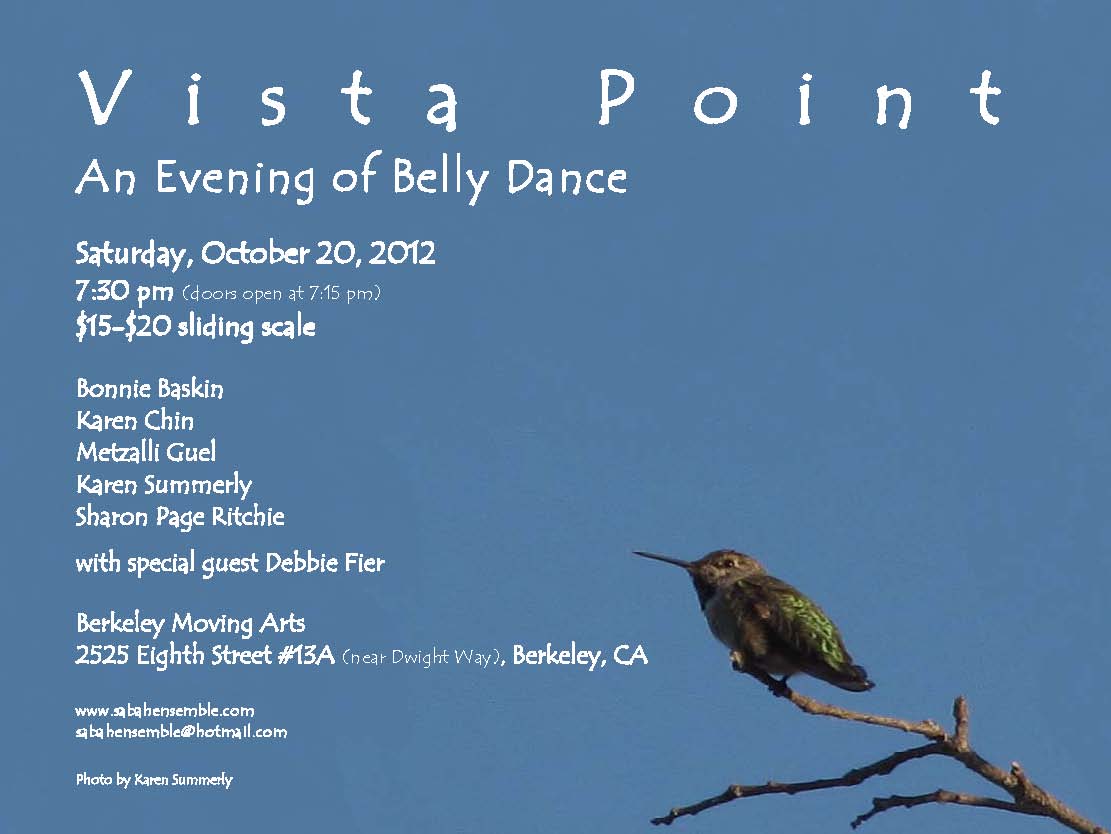 Vista Point
An Evening of Belly Dance
Saturday, October 20, 2012
7:30 pm (doors open at 7:15 pm)
$15-$20 sliding scale
Bonnie Baskin
Karen Chin
Metzalli Guel
Karen Summerly
Sharon Page Ritchie
with special guest Debbie Fier
Berkeley Moving Arts
2525 Eighth Street #13A (near Dwight Way), Berkeley, CA
www.sabahensemble.com
sabahensemble@hotmail.com
Photo by Karen Summerly